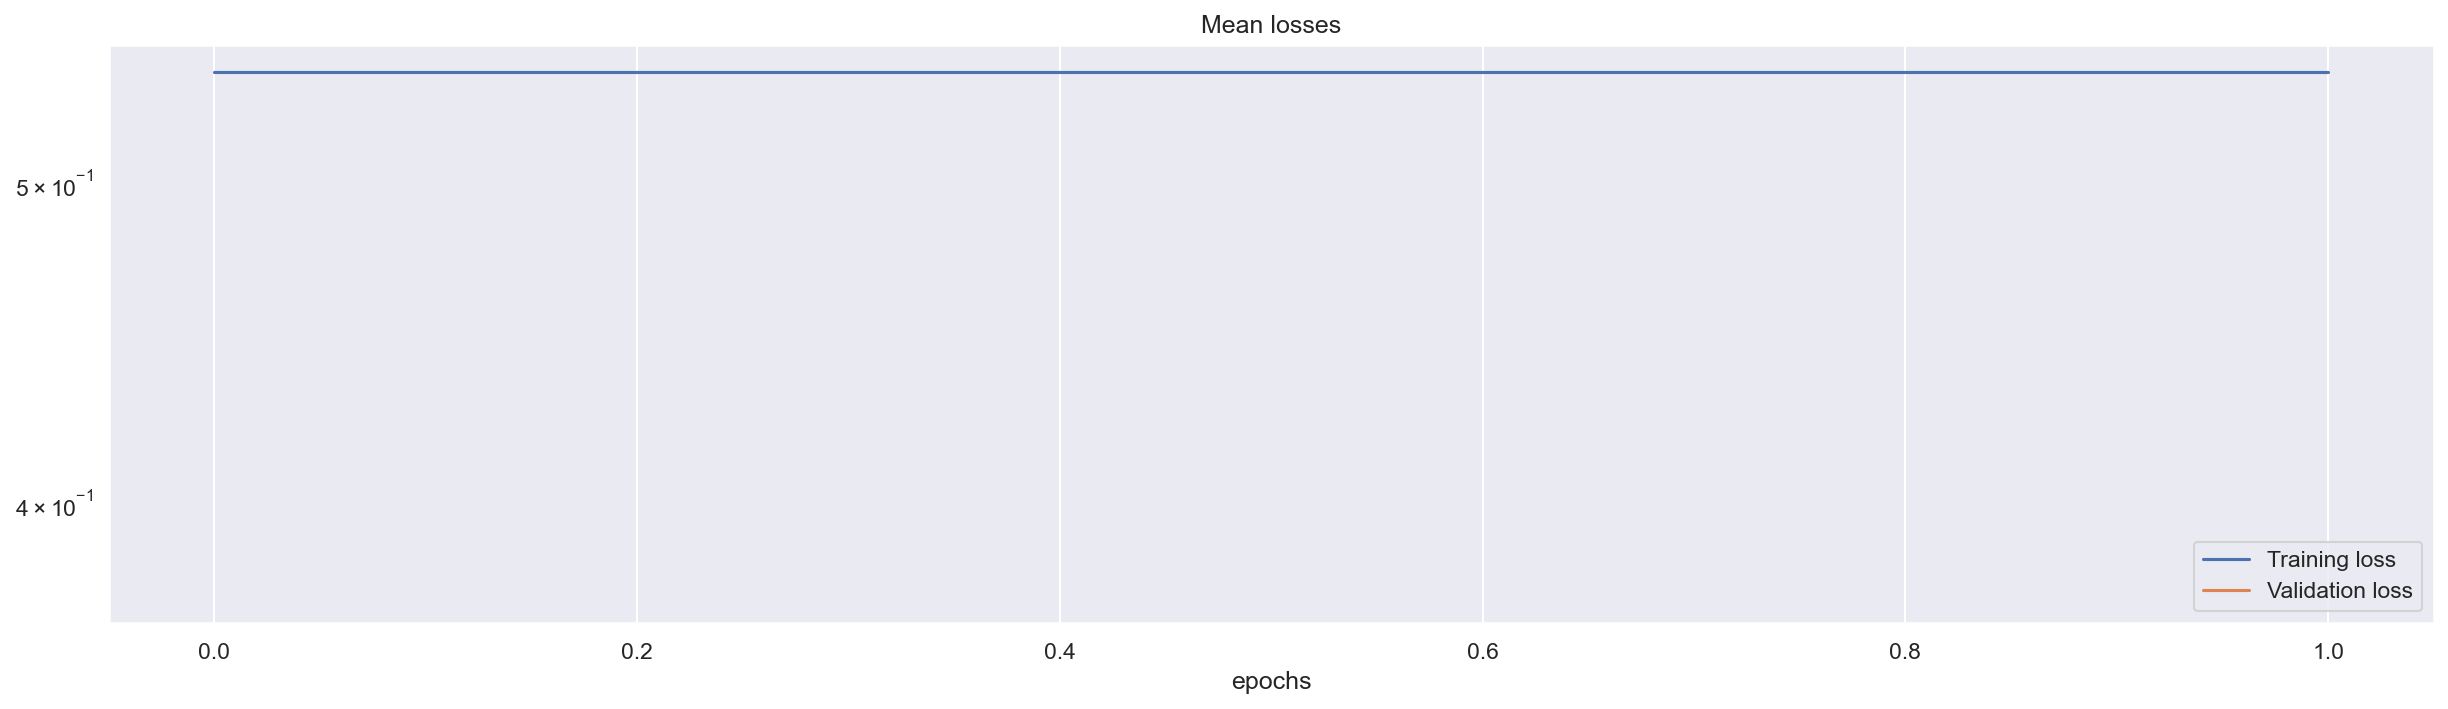 Mean losses
5 × 10⁻¹
4 × 10⁻¹
Training loss
Validation loss
0.0 0.2 0.4 0.6 0.8 1.0
epochs